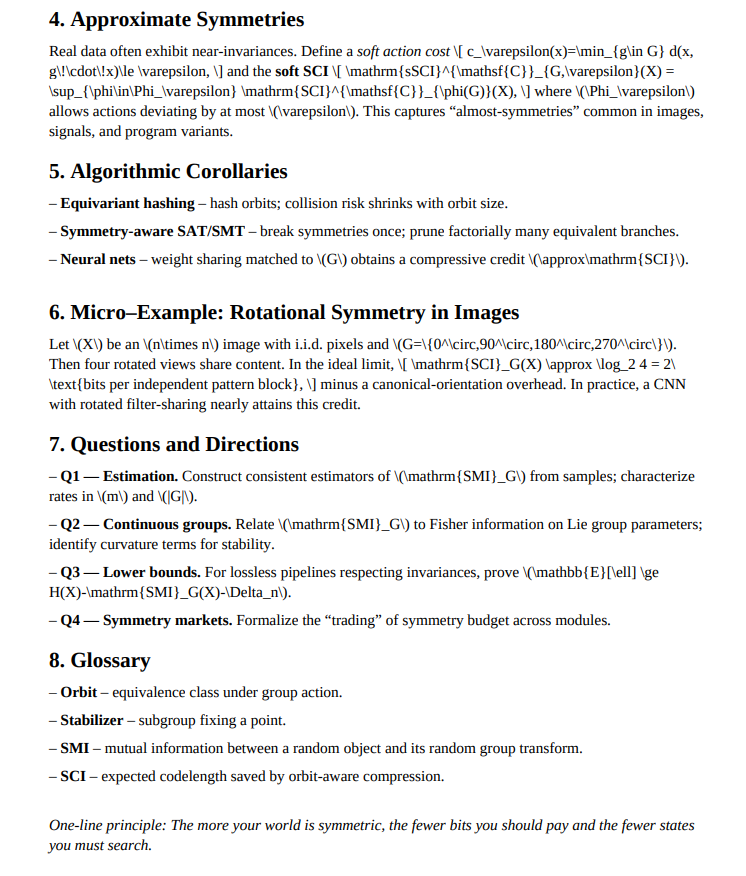 4. Approximate Symmetries
Real data often exhibit near-invariances. Define a soft action cost \[ c_\varepsilon(x)=\min_{g\in G} d(x,
g\!\cdot\!x)\le \varepsilon, \] and the soft SCI \[ \mathrm{sSCI}^{\mathsf{C}}_{G,\varepsilon}(X) =
\sup_{\phi\in\Phi_\varepsilon} \mathrm{SCI}^{\mathsf{C}}_{\phi(G)}(X), \] where \(\Phi_\varepsilon\)
allows actions deviating by at most \(\varepsilon\). This captures “almost-symmetries” common in images,
signals, and program variants.
5. Algorithmic Corollaries
– Equivariant hashing – hash orbits; collision risk shrinks with orbit size.
– Symmetry-aware SAT/SMT – break symmetries once; prune factorially many equivalent branches.
– Neural nets – weight sharing matched to \(G\) obtains a compressive credit \(\approx\mathrm{SCI}\).
6. Micro–Example: Rotational Symmetry in Images
Let \(X\) be an \(n\times n\) image with i.i.d. pixels and \(G=\{0^\circ,90^\circ,180^\circ,270^\circ\}\).
Then four rotated views share content. In the ideal limit, \[ \mathrm{SCI}_G(X) \approx \log_2 4 = 2\
\text{bits per independent pattern block}, \] minus a canonical-orientation overhead. In practice, a CNN
with rotated filter-sharing nearly attains this credit.
7. Questions and Directions
– Q1 — Estimation. Construct consistent estimators of \(\mathrm{SMI}_G\) from samples; characterize
rates in \(m\) and \(|G|\).
– Q2 — Continuous groups. Relate \(\mathrm{SMI}_G\) to Fisher information on Lie group parameters;
identify curvature terms for stability.
– Q3 — Lower bounds. For lossless pipelines respecting invariances, prove \(\mathbb{E}[\ell] \ge
H(X)-\mathrm{SMI}_G(X)-\Delta_n\).
– Q4 — Symmetry markets. Formalize the “trading” of symmetry budget across modules.
8. Glossary
– Orbit – equivalence class under group action.
– Stabilizer – subgroup fixing a point.
– SMI – mutual information between a random object and its random group transform.
– SCI – expected codelength saved by orbit-aware compression.
One-line principle: The more your world is symmetric, the fewer bits you should pay and the fewer states
you must search.